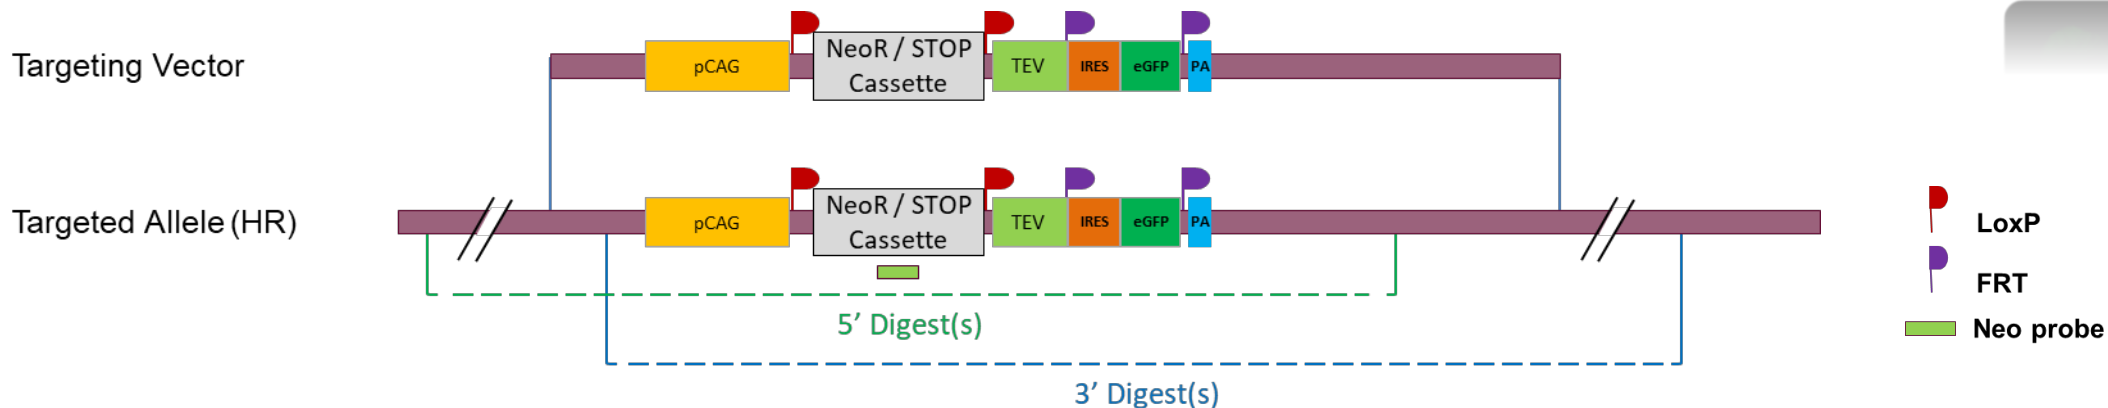 Targeting Vector
pCAG
NeoR / STOP
Cassette
TEV
IRES
eGFP
PA
Targeted Allele (HR)
pCAG
NeoR / STOP
Cassette
TEV
IRES
eGFP
PA
5' Digest(s)
3' Digest(s)
LoxP
FRT
Neo probe